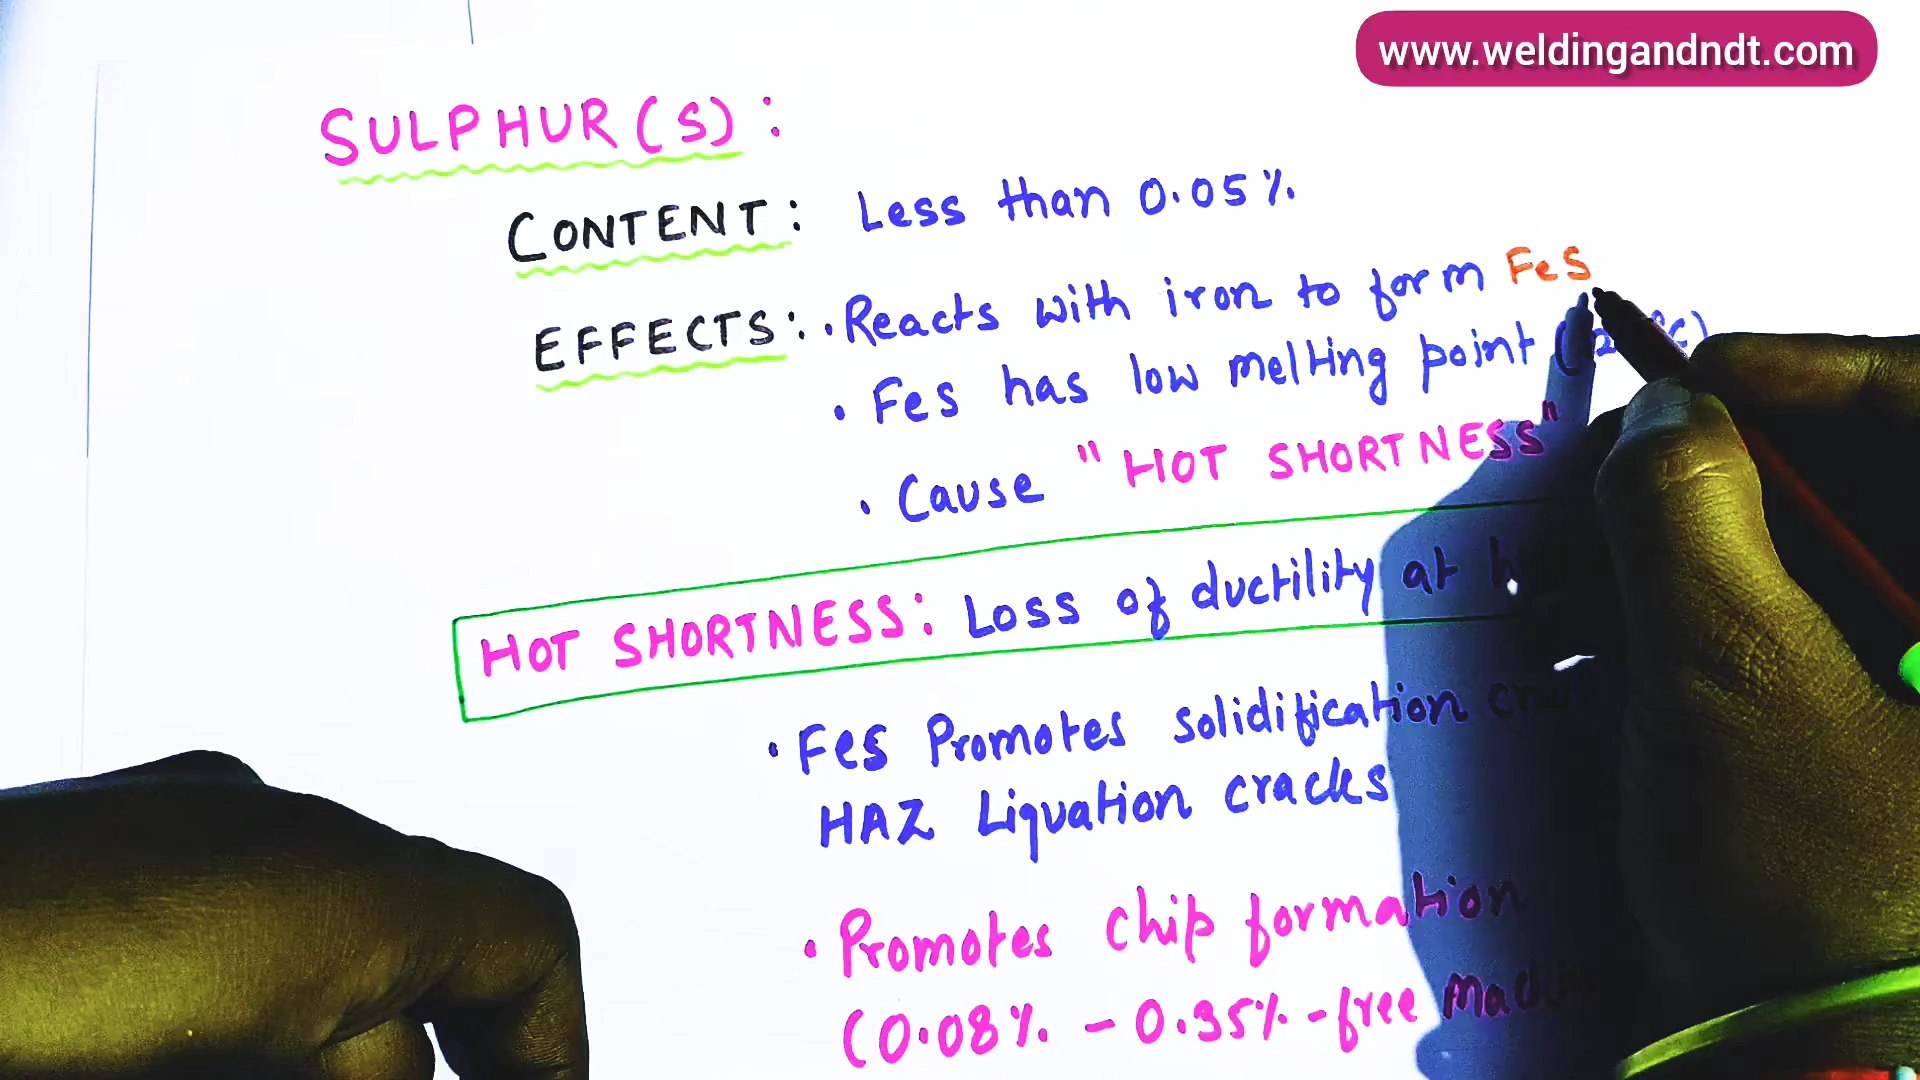 www.weldingandndt.com
SULPHUR(S):
CONTENT: Less than 0.05%.
EFFECTS: • Reacts with iron to form FeS
• Fes has low melting point
• Cause "HOT SHORTNESS"
HOT SHORTNESS: Loss of ductility at
• Fes Promotes solidification
HAZ Liquation cracks
• Promotes chip formation
(0.08% - 0.35% - free